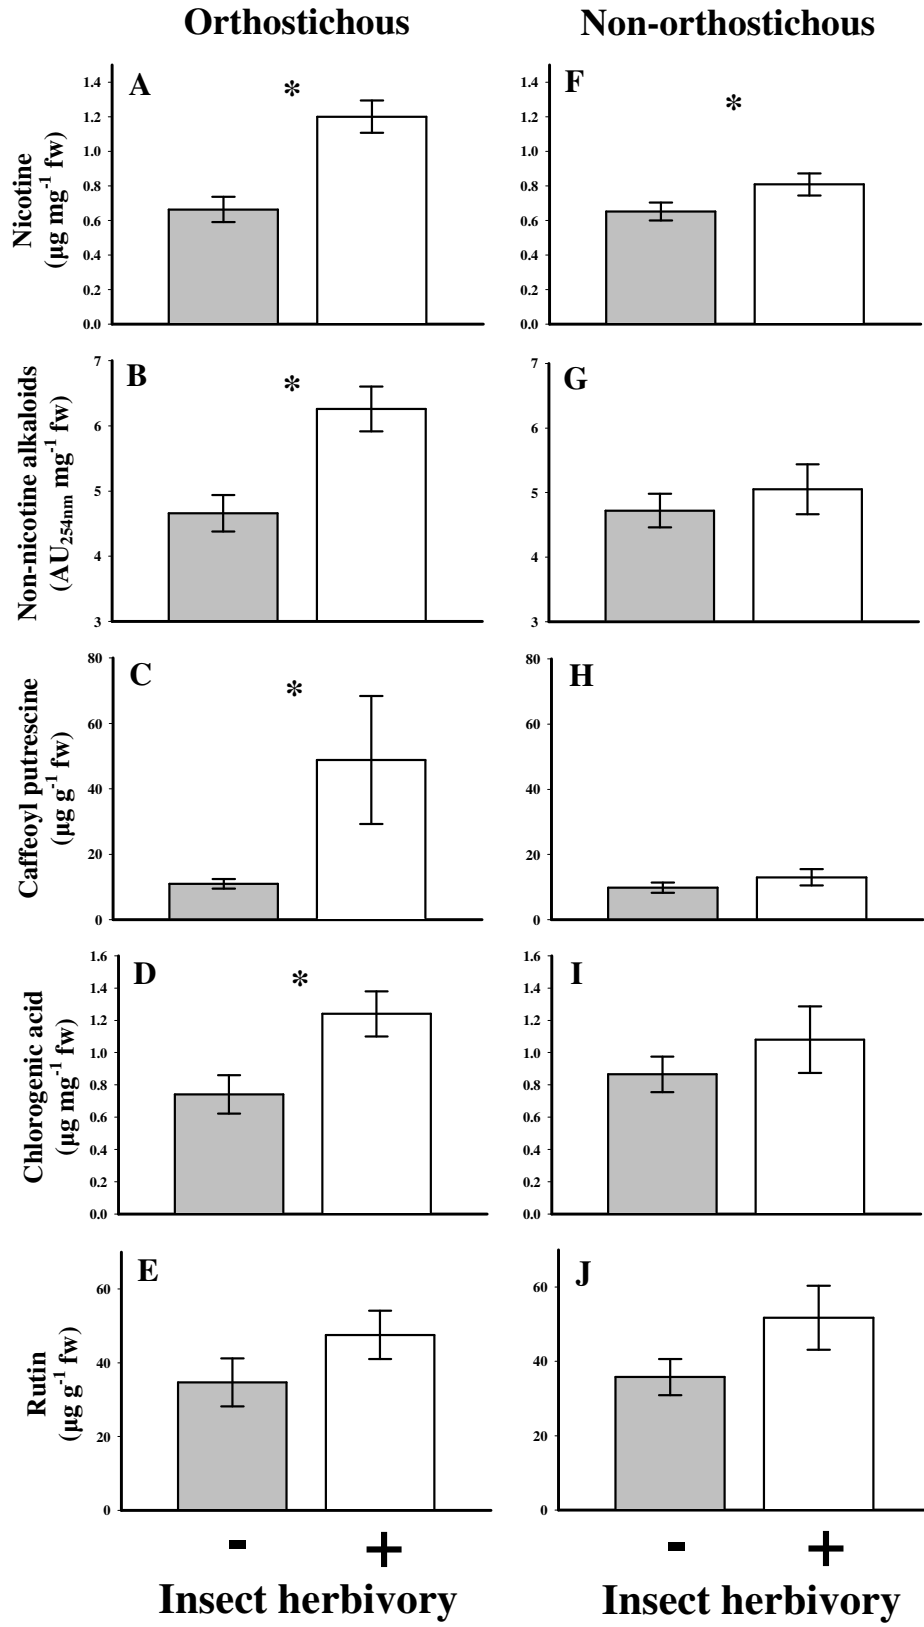 Orthostichous
Non-orthostichous
Nicotine
(µg mg-1 fw)
1.4
1.2
1.0
0.8
0.6
0.4
0.2
0.0
A
*
1.4
1.2
1.0
0.8
0.6
0.4
0.2
0.0
F
*
Non-nicotine alkaloids
(AU254nm mg-1 fw)
7
6
5
4
3
B
*
7
6
5
4
3
G
Caffeoyl putrescine
(µg g-1 fw)
80
60
40
20
0
C
*
80
60
40
20
0
H
Chlorogenic acid
(µg mg-1 fw)
1.6
1.4
1.2
1.0
0.8
0.6
0.4
0.2
0.0
D
*
1.6
1.4
1.2
1.0
0.8
0.6
0.4
0.2
0.0
I
Rutin
(µg g-1 fw)
60
40
20
0
E
60
40
20
0
J
- +
- +
Insect herbivory
Insect herbivory